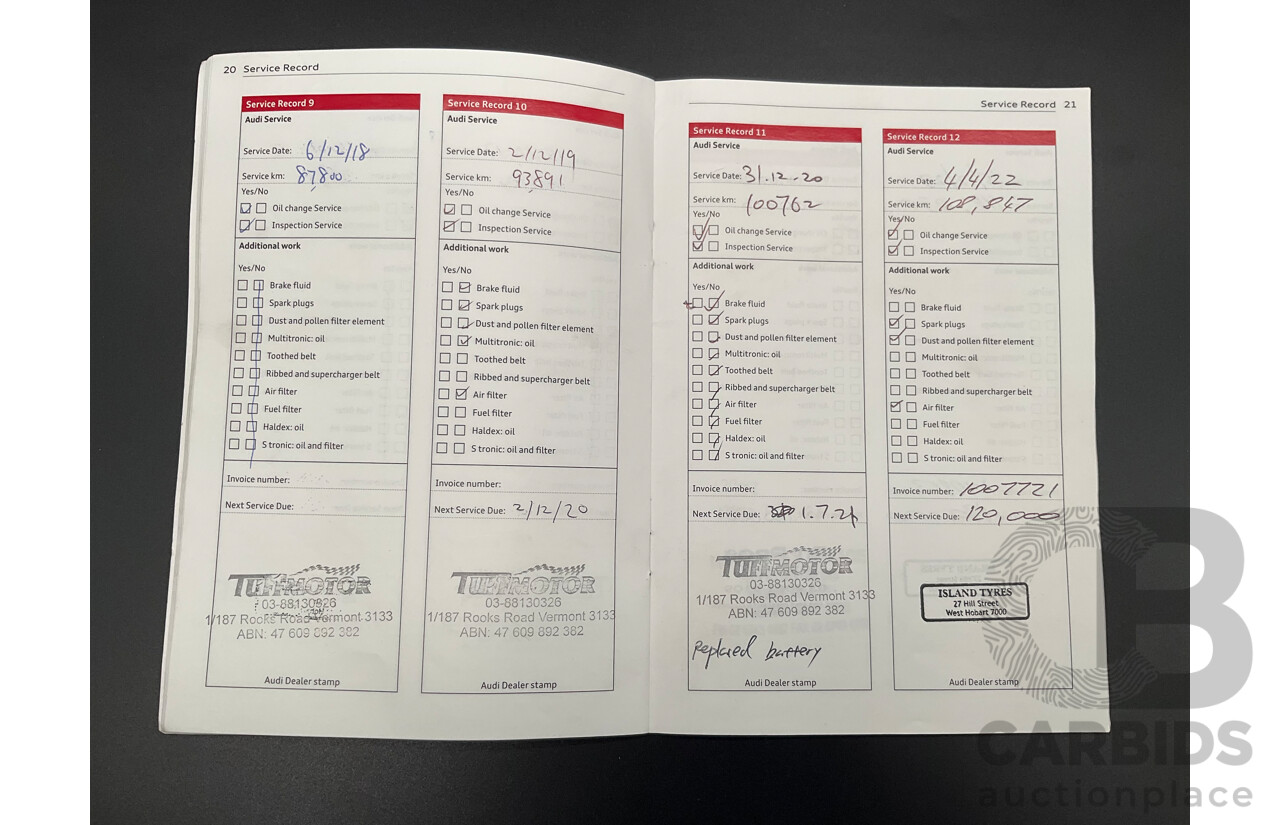 20 Service Record
Service Record 9
Audi Service
Service Date: 6/12/18
Service km: 87,800
Yes/No
Oil change Service
Inspection Service
Additional work
Yes/No
Brake fluid
Spark plugs
Dust and pollen filter element
Multitronic: oil
Toothed belt
Ribbed and supercharger belt
Air filter
Fuel filter
Haldex: oil
S tronic: oil and filter
Invoice number:
Next Service Due:
TUFFMOTOR
03-88130326
1/187 Rooks Road Vermont 3133
ABN: 47 609 892 382
Audi Dealer stamp
Service Record 10
Audi Service
Service Date: 2/12/19
Service km: 93,891
Yes/No
Oil change Service
Inspection Service
Additional work
Yes/No
Brake fluid
Spark plugs
Dust and pollen filter element
Multitronic: oil
Toothed belt
Ribbed and supercharger belt
Air filter
Fuel filter
Haldex: oil
S tronic: oil and filter
Invoice number:
Next Service Due: 2/12/20
TUFFMOTOR
03-88130326
1/187 Rooks Road Vermont 3133
ABN: 47 609 892 382
Audi Dealer stamp
Service Record 21
Service Record 11
Audi Service
Service Date: 31.12.20
Service km: 100762
Yes/No
Oil change Service
Inspection Service
Additional work
Yes/No
Brake fluid
Spark plugs
Dust and pollen filter element
Multitronic: oil
Toothed belt
Ribbed and supercharger belt
Air filter
Fuel filter
Haldex: oil
S tronic: oil and filter
Invoice number:
Next Service Due: 1.7.21
TUFFMOTOR
03-88130326
1/187 Rooks Road Vermont 3133
ABN: 47 609 892 382
Replaced battery
Audi Dealer stamp
Service Record 12
Audi Service
Service Date: 4/4/22
Service km: 108,847
Yes/No
Oil change Service
Inspection Service
Additional work
Yes/No
Brake fluid
Spark plugs
Dust and pollen filter element
Multitronic: oil
Toothed belt
Ribbed and supercharger belt
Air filter
Fuel filter
Haldex: oil
S tronic: oil and filter
Invoice number: 1007721
Next Service Due: 120,000
ISLAND TYRES
27 Hill Street
West Hobart 7000
Audi Dealer stamp
CB
CARBIDS
auctionplace